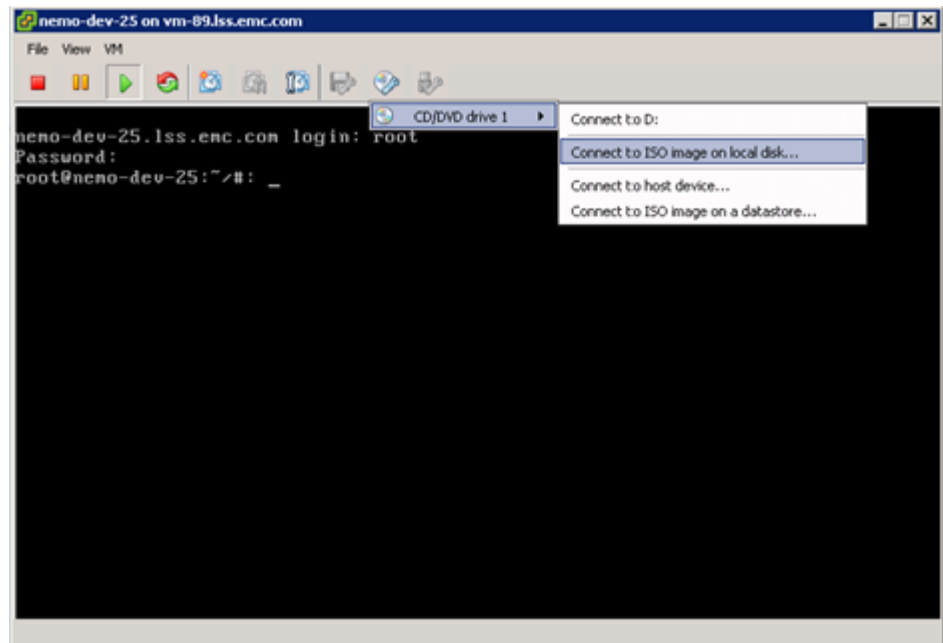 nemo-dev-25 on vm-89.lss.emc.com
File View VM
CD/DVD drive 1
Connect to D:
Connect to ISO image on local disk...
Connect to host device...
Connect to ISO image on a datastore...
nemo-dev-25.lss.emc.com login: root
Password:
root@nemo-dev-25:~/#: _